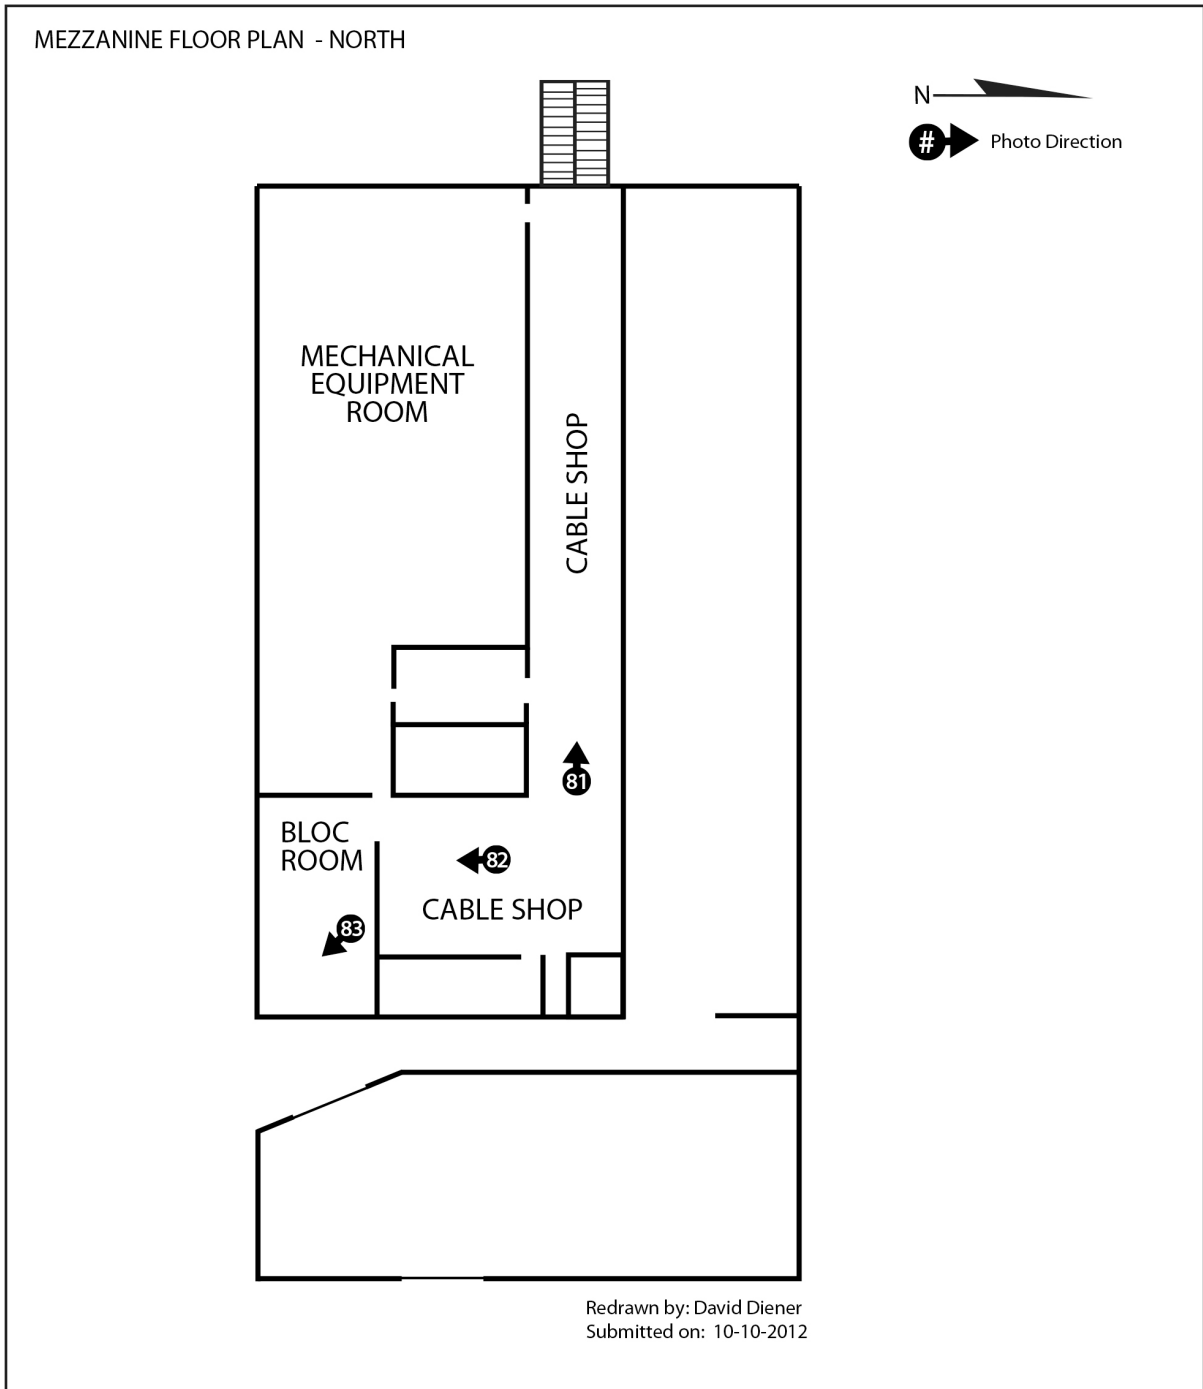 MEZZANINE FLOOR PLAN - NORTH
N
# Photo Direction
MECHANICAL
EQUIPMENT
ROOM
CABLE SHOP
81
BLOC
ROOM
82
CABLE SHOP
83
Redrawn by: David Diener
Submitted on: 10-10-2012